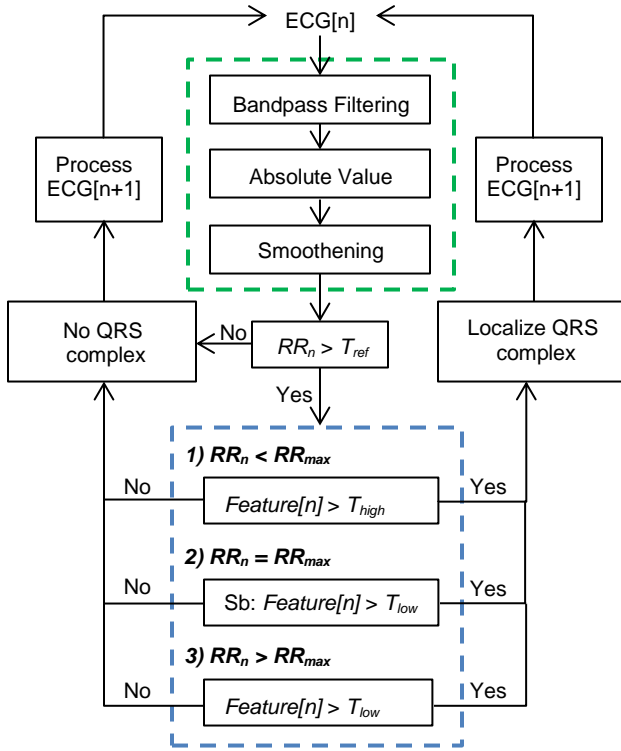 ECG[n]
Bandpass Filtering
Process
ECG[n+1]
Absolute Value
Process
ECG[n+1]
Smoothening
No QRS
complex
No
RRn > Tref
Localize QRS
complex
Yes
1) RRn < RRmax
No
Feature[n] > Thigh
Yes
2) RRn = RRmax
No
Sb: Feature[n] > Tlow
Yes
3) RRn > RRmax
No
Feature[n] > Tlow
Yes